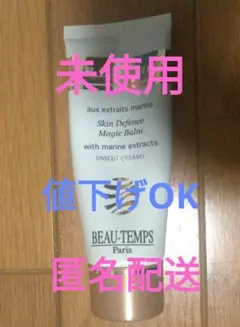 未使用
aux extraits marins
Skin Defence
Magic Balm
with marine extracts
値下げOK
BEAU-TEMPS
Paris
匿名配送